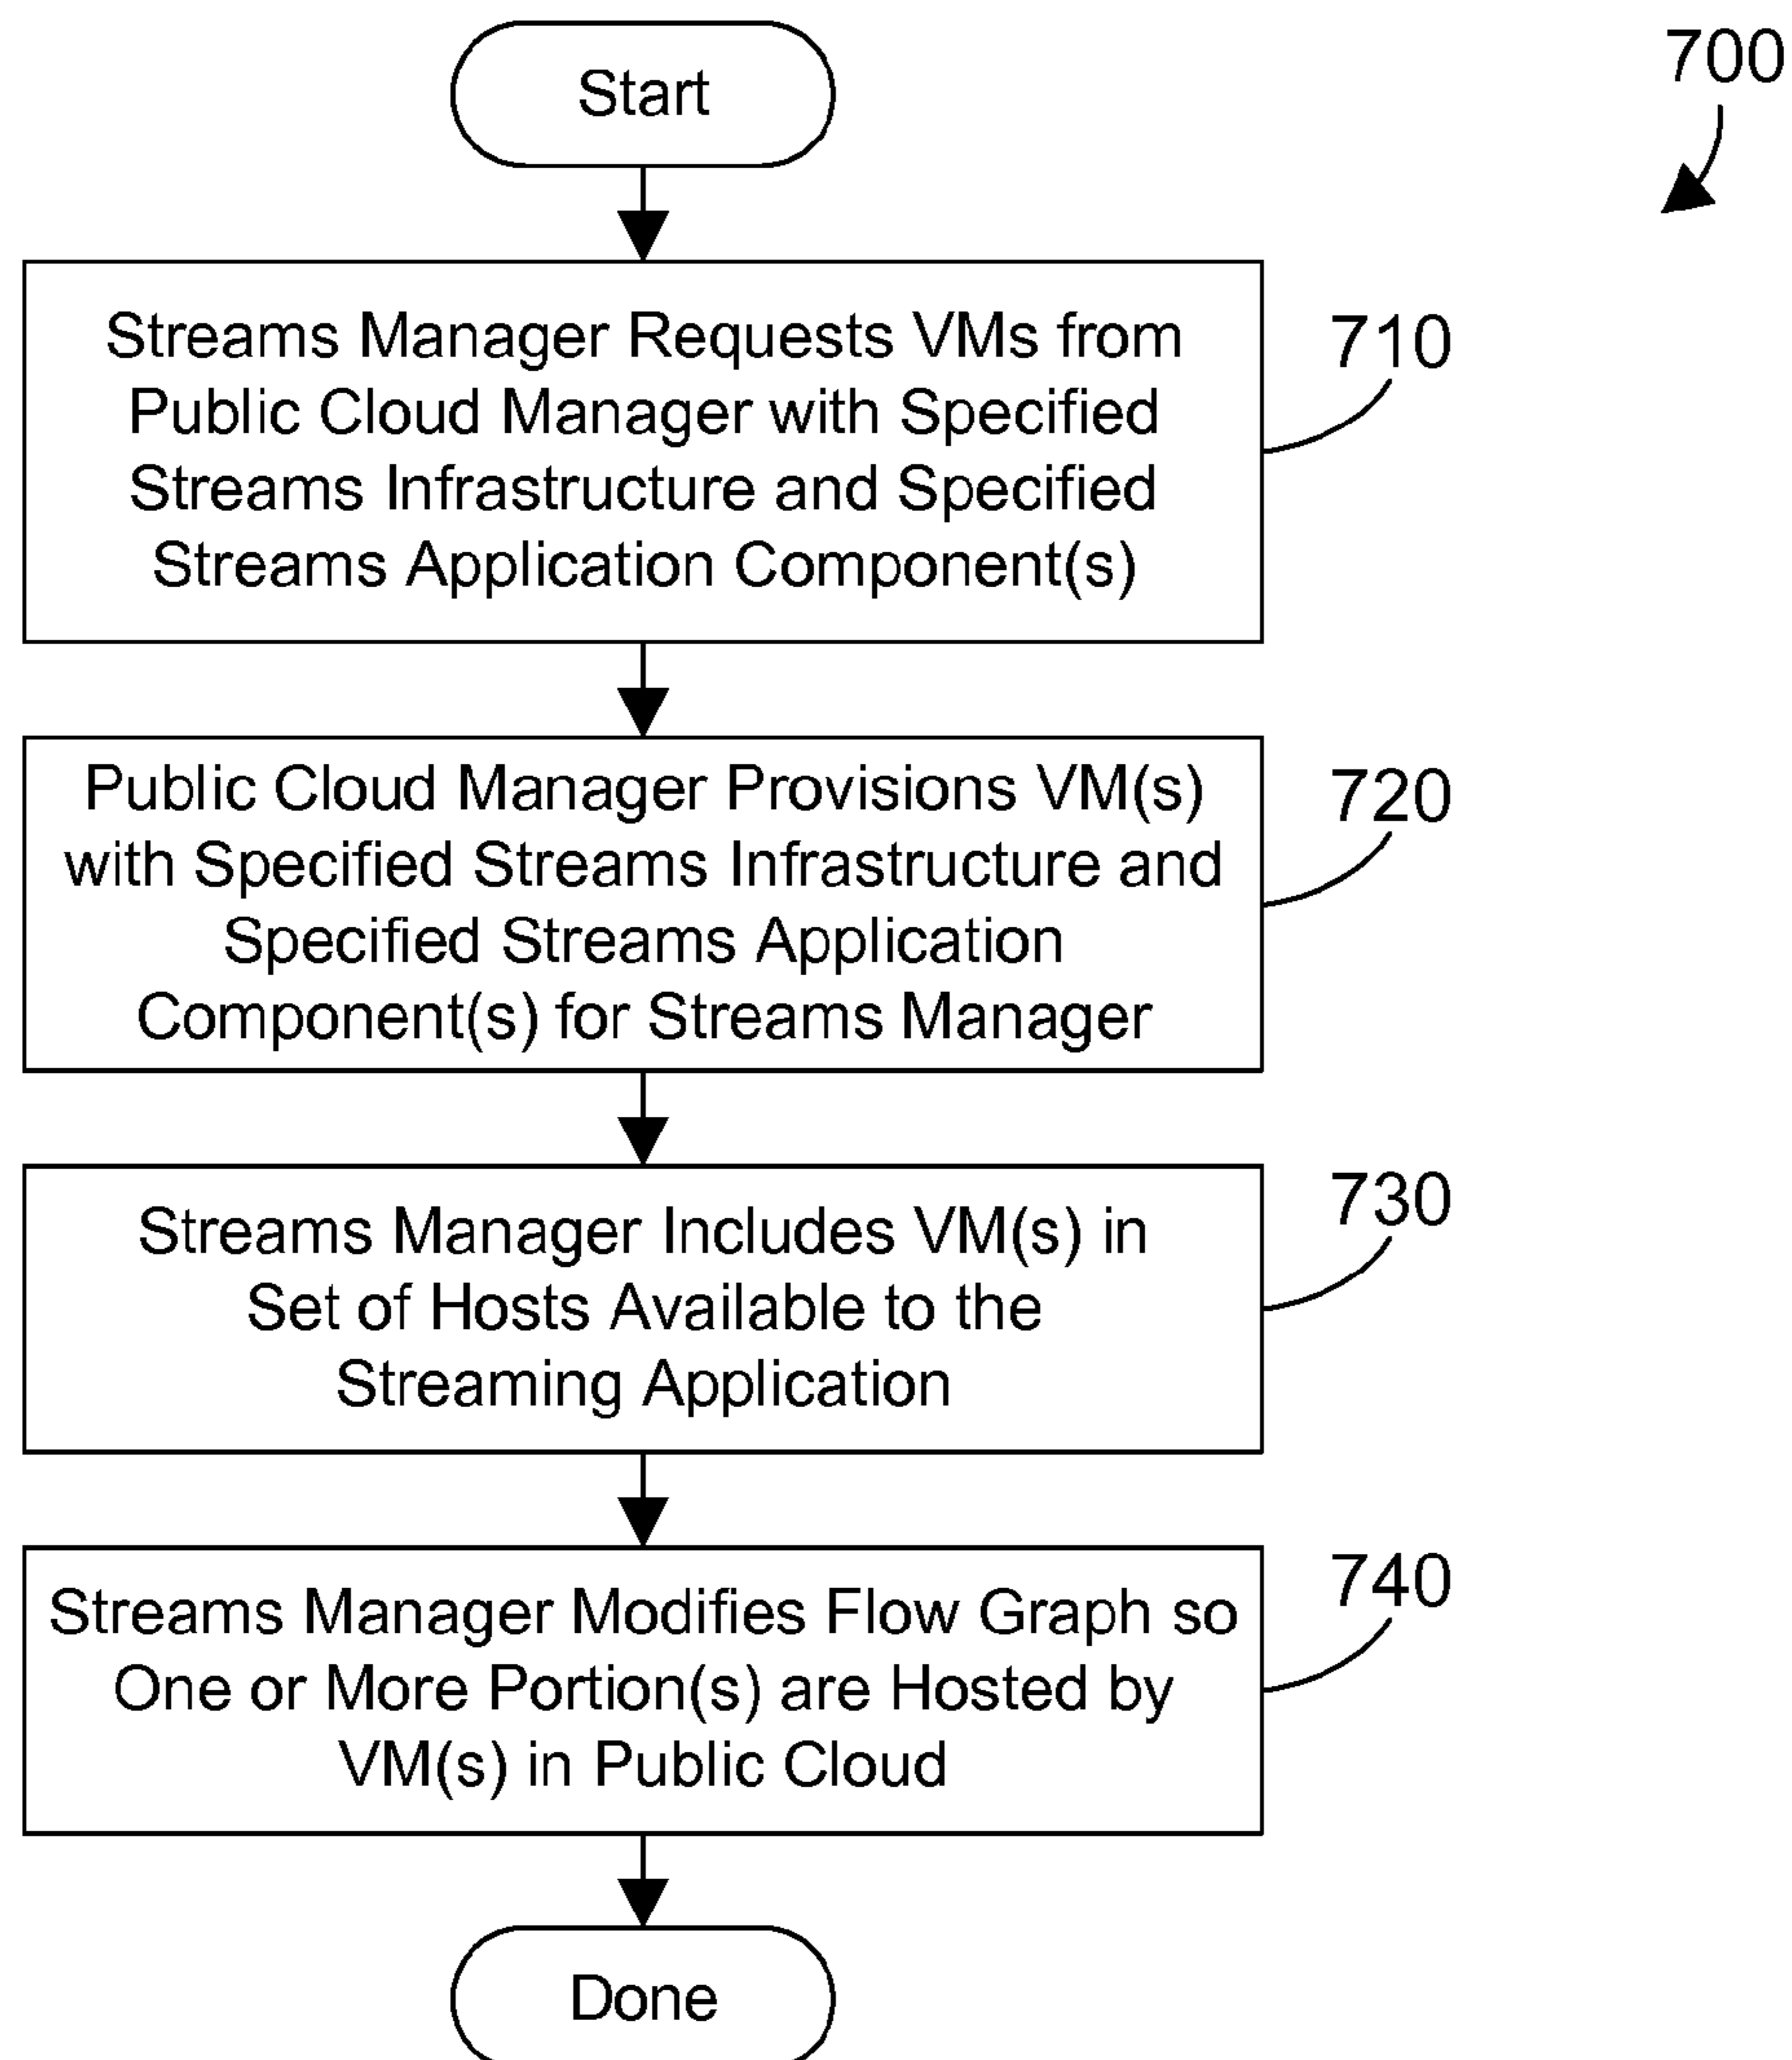 Start
700
Streams Manager Requests VMs from
Public Cloud Manager with Specified
Streams Infrastructure and Specified
Streams Application Component(s)
710
Public Cloud Manager Provisions VM(s)
with Specified Streams Infrastructure and
Specified Streams Application
Component(s) for Streams Manager
720
Streams Manager Includes VM(s) in
Set of Hosts Available to the
Streaming Application
730
Streams Manager Modifies Flow Graph so
One or More Portion(s) are Hosted by
VM(s) in Public Cloud
740
Done